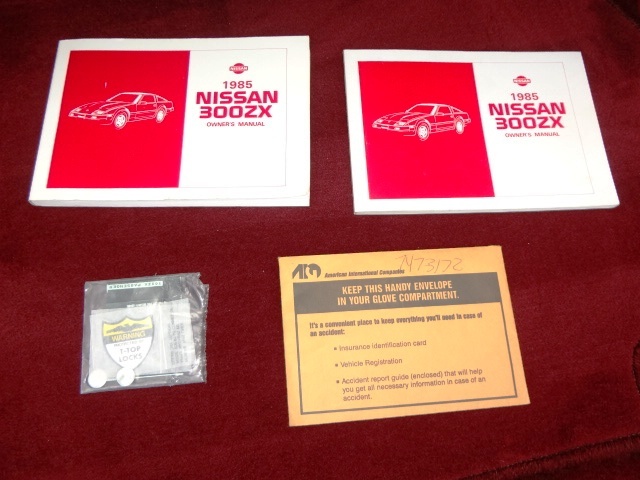 NISSAN
1985
NISSAN
300ZX
OWNER'S MANUAL
NISSAN
1985
NISSAN
300ZX
OWNER'S MANUAL
WARNING
T-TOP
LOCKS
AIG American International Companies
7473172
KEEP THIS HANDY ENVELOPE
IN YOUR GLOVE COMPARTMENT.
It's a convenient place to keep everything you'll need in case of
an accident:
• Insurance identification card
• Vehicle Registration
• Accident report guide (enclosed) that will help
you get all necessary information in case of an
accident.